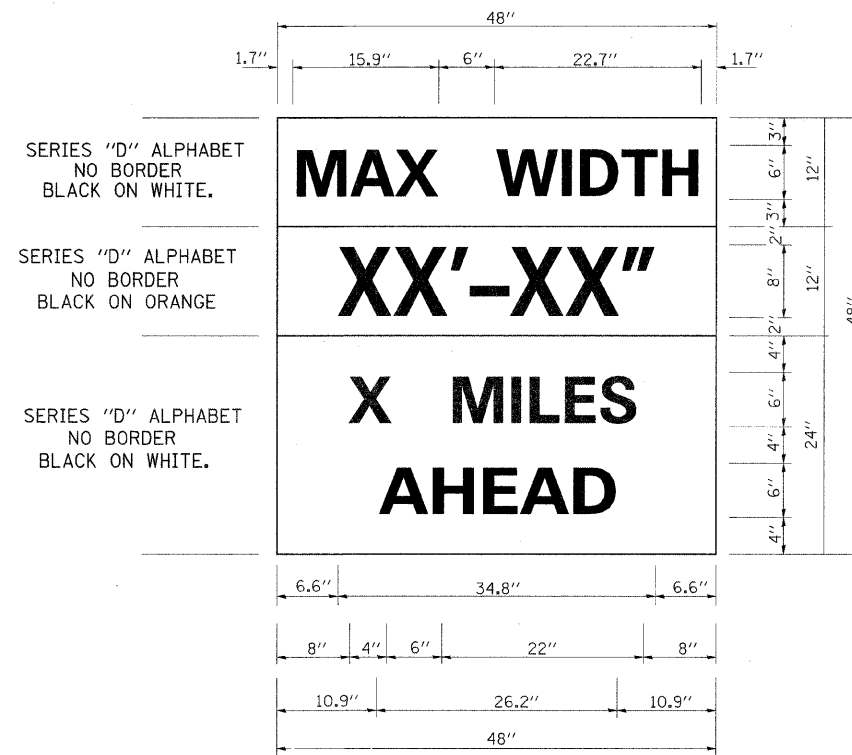 48"
1.7" 15.9" 6" 22.7" 1.7"
SERIES "D" ALPHABET
NO BORDER
BLACK ON WHITE.
MAX WIDTH
3"
6"
3"
12"
SERIES "D" ALPHABET
NO BORDER
BLACK ON ORANGE
XX'-XX"
2"
8"
2"
12"
48"
SERIES "D" ALPHABET
NO BORDER
BLACK ON WHITE.
X MILES
AHEAD
4"
6"
4"
6"
4"
24"
6.6" 34.8" 6.6"
8" 4" 6" 22" 8"
10.9" 26.2" 10.9"
48"